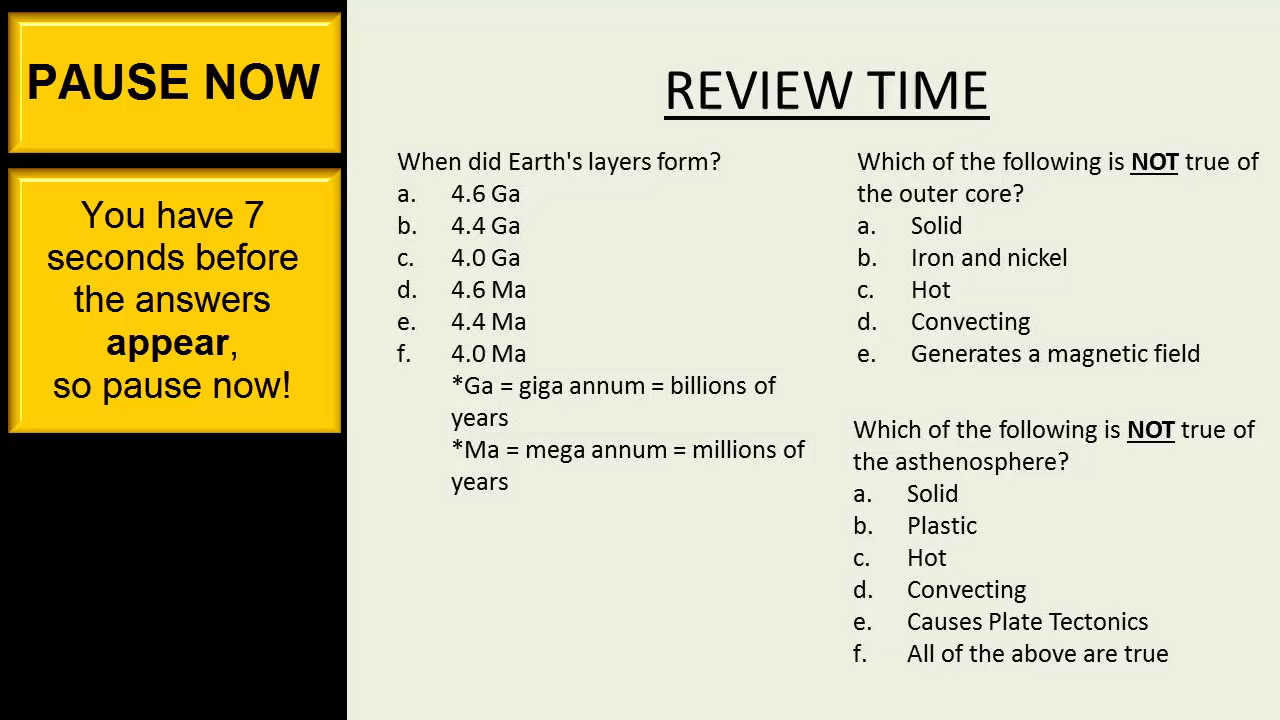 PAUSE NOW
You have 7
seconds before
the answers
appear,
so pause now!
REVIEW TIME
When did Earth's layers form?
a. 4.6 Ga
b. 4.4 Ga
c. 4.0 Ga
d. 4.6 Ma
e. 4.4 Ma
f. 4.0 Ma
*Ga = giga annum = billions of
years
*Ma = mega annum = millions of
years
Which of the following is NOT true of
the outer core?
a. Solid
b. Iron and nickel
c. Hot
d. Convecting
e. Generates a magnetic field
Which of the following is NOT true of
the asthenosphere?
a. Solid
b. Plastic
c. Hot
d. Convecting
e. Causes Plate Tectonics
f. All of the above are true